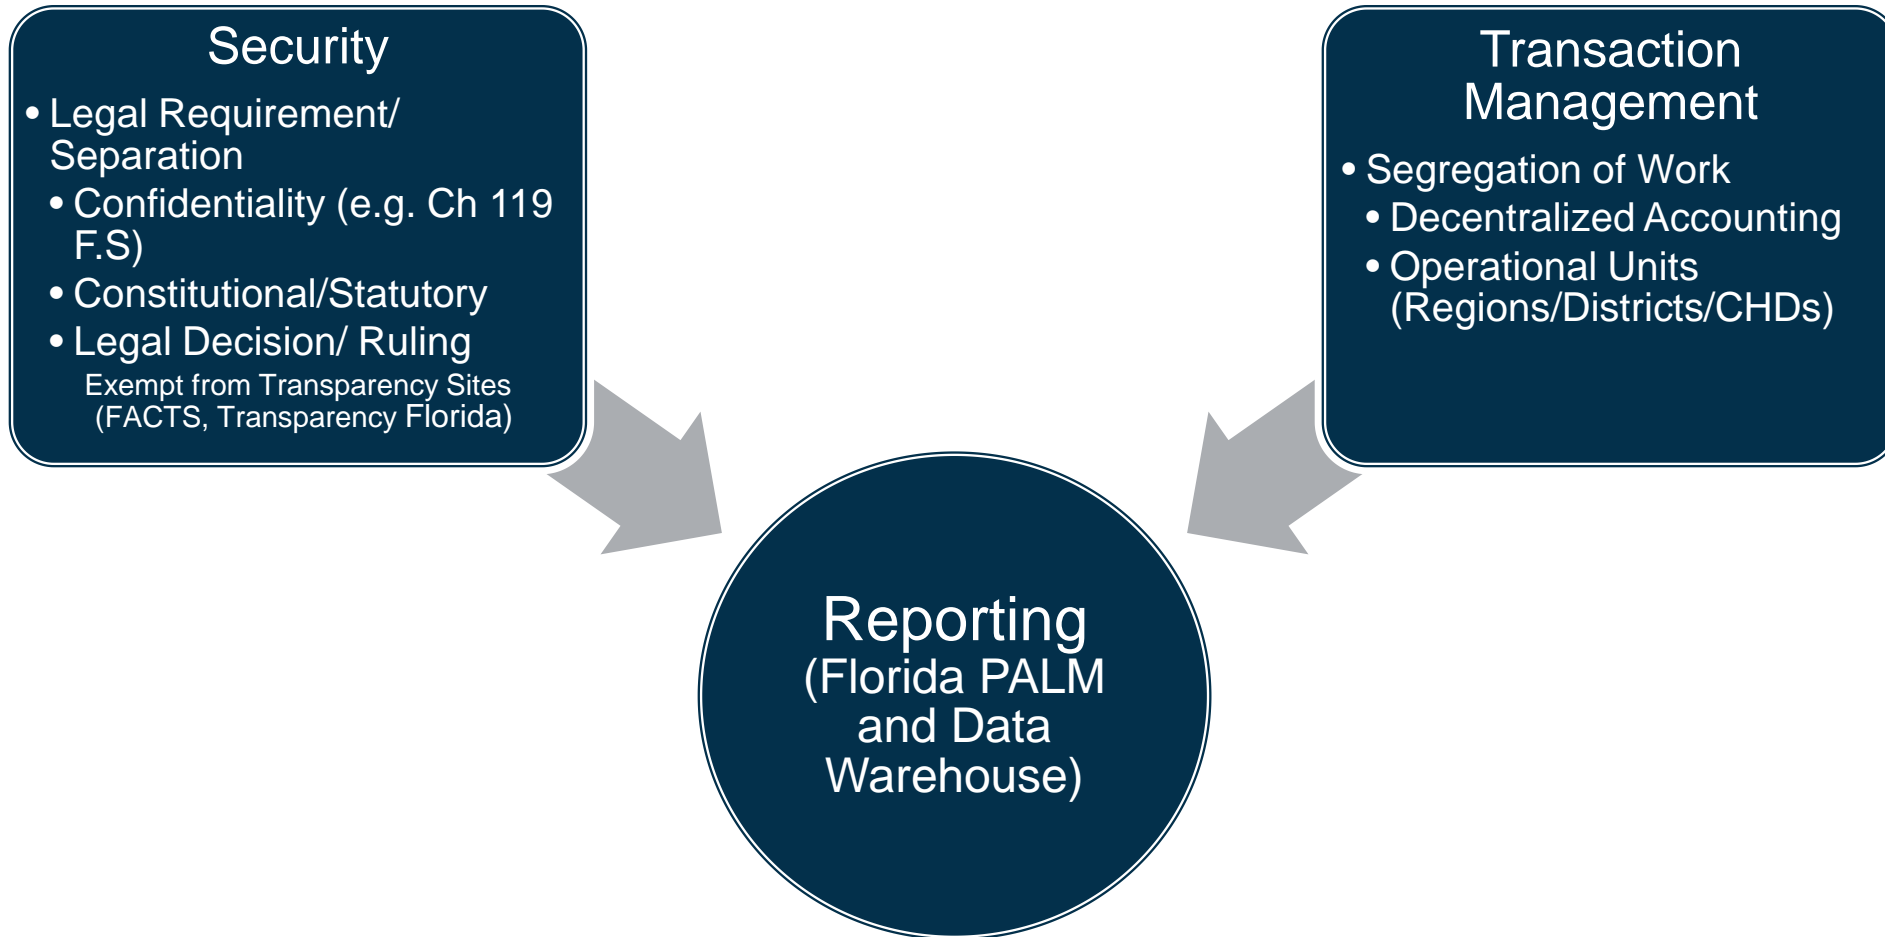 Security
• Legal Requirement/
Separation
• Confidentiality (e.g. Ch 119
F.S)
• Constitutional/Statutory
• Legal Decision/ Ruling
Exempt from Transparency Sites
(FACTS, Transparency Florida)
Transaction
Management
• Segregation of Work
• Decentralized Accounting
• Operational Units
(Regions/Districts/CHDs)
Reporting
(Florida PALM
and Data
Warehouse)